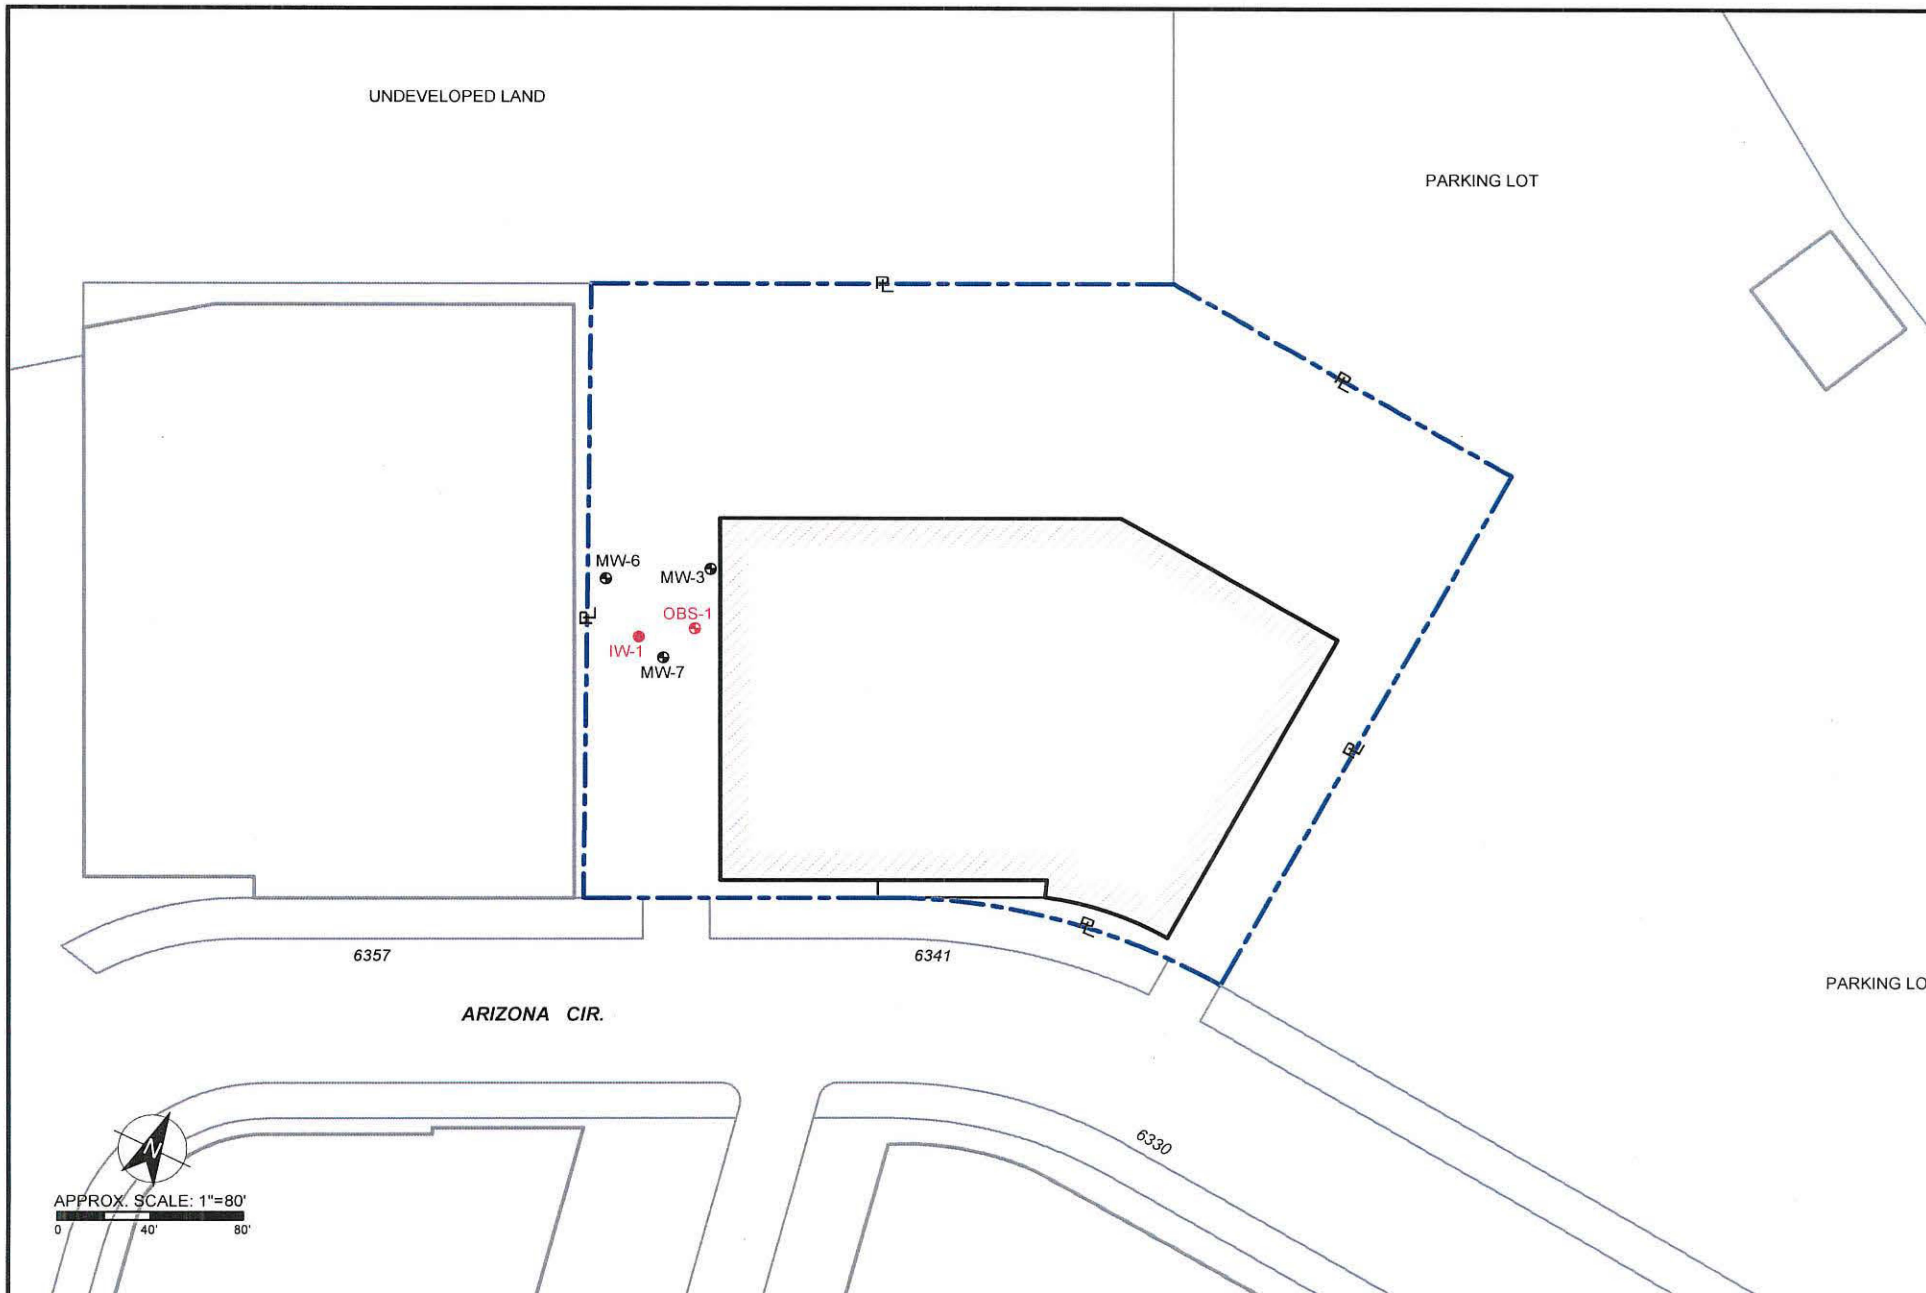 UNDEVELOPED LAND
PARKING LOT
PL
PL
MW-6
MW-3
OBS-1
PL
IW-1
MW-7
PL
PL
6357
6341
PARKING LO
ARIZONA CIR.
6330
N
APPROX. SCALE: 1"=80'
0 40' 80'